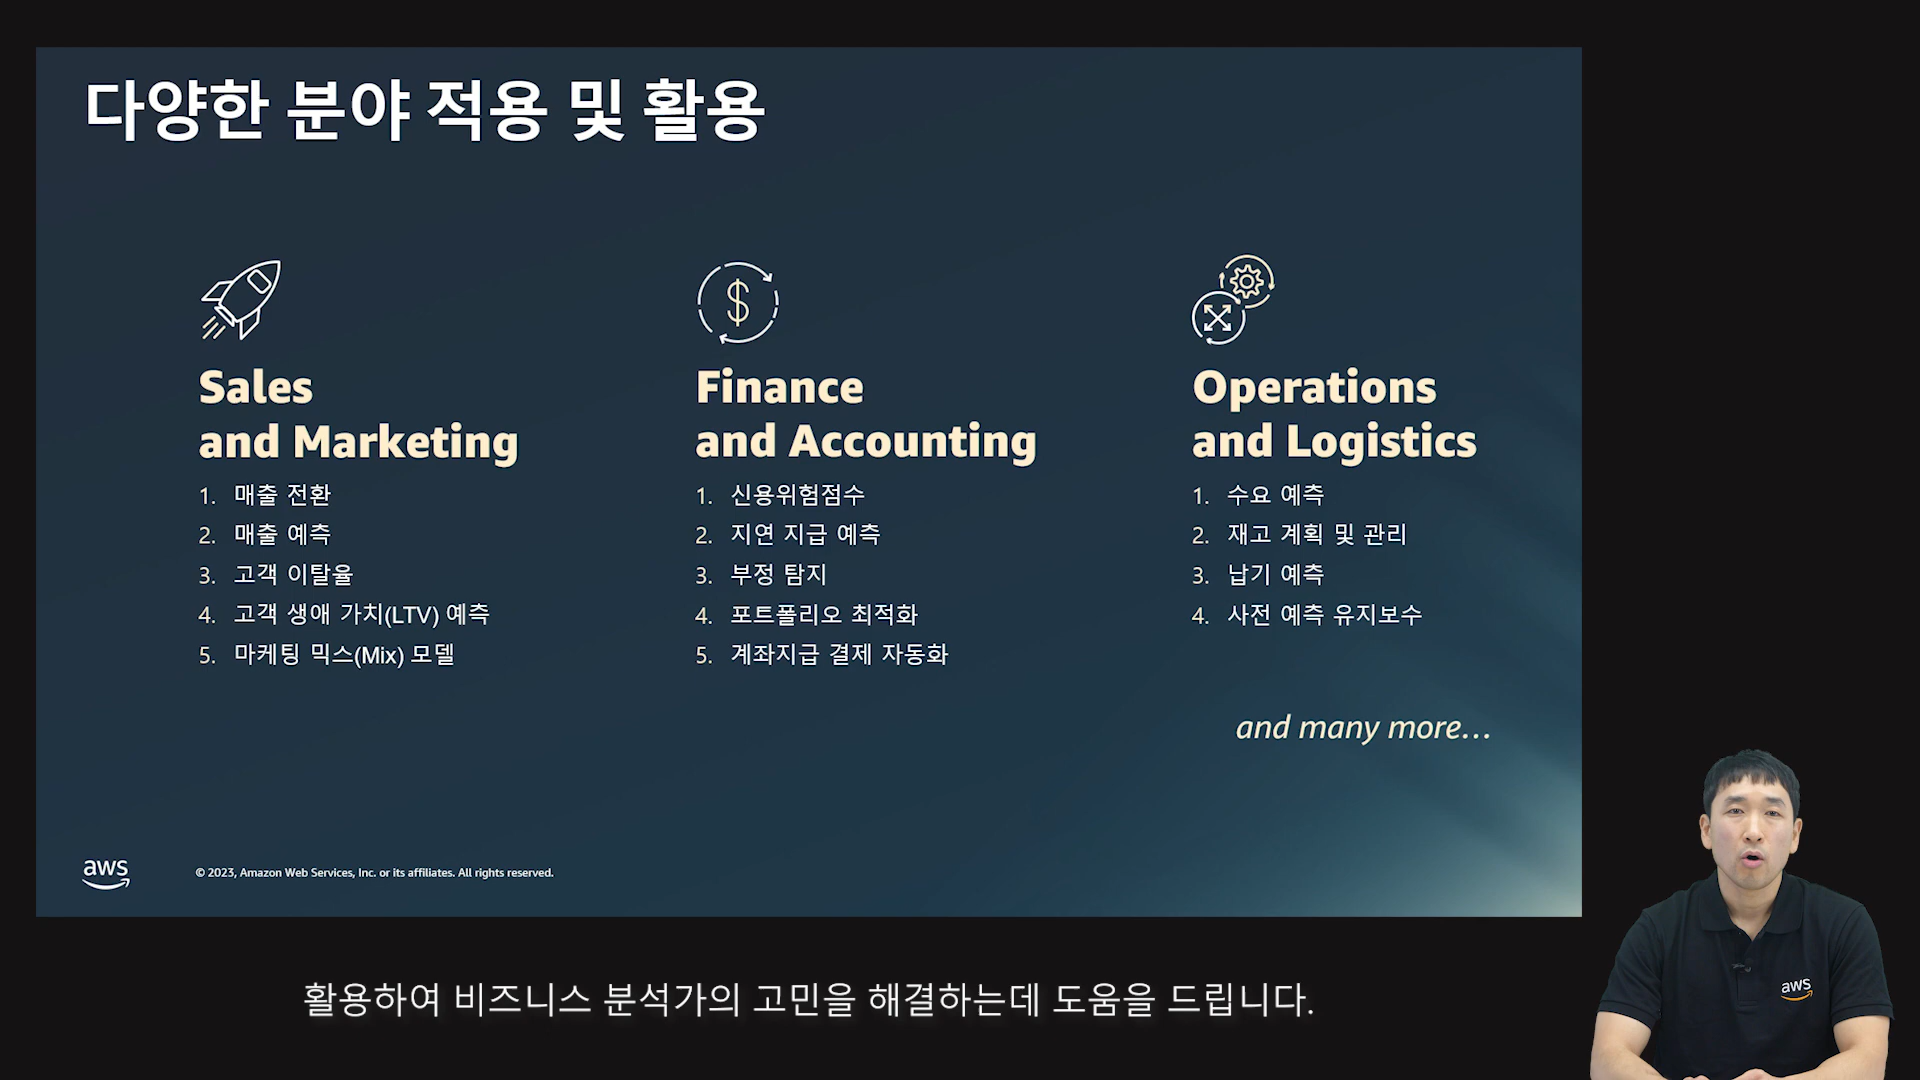 다양한 분야 적용 및 활용
Sales
and Marketing
1. 매출 전환
2. 매출 예측
3. 고객 이탈율
4. 고객 생애 가치(LTV) 예측
5. 마케팅 믹스(Mix) 모델
Finance
and Accounting
1. 신용위험점수
2. 지연 지급 예측
3. 부정 탐지
4. 포트폴리오 최적화
5. 계좌지급 결제 자동화
Operations
and Logistics
1. 수요 예측
2. 재고 계획 및 관리
3. 납기 예측
4. 사전 예측 유지보수
and many more...
aws
© 2023, Amazon Web Services, Inc. or its affiliates. All rights reserved.
aws
활용하여 비즈니스 분석가의 고민을 해결하는데 도움을 드립니다.